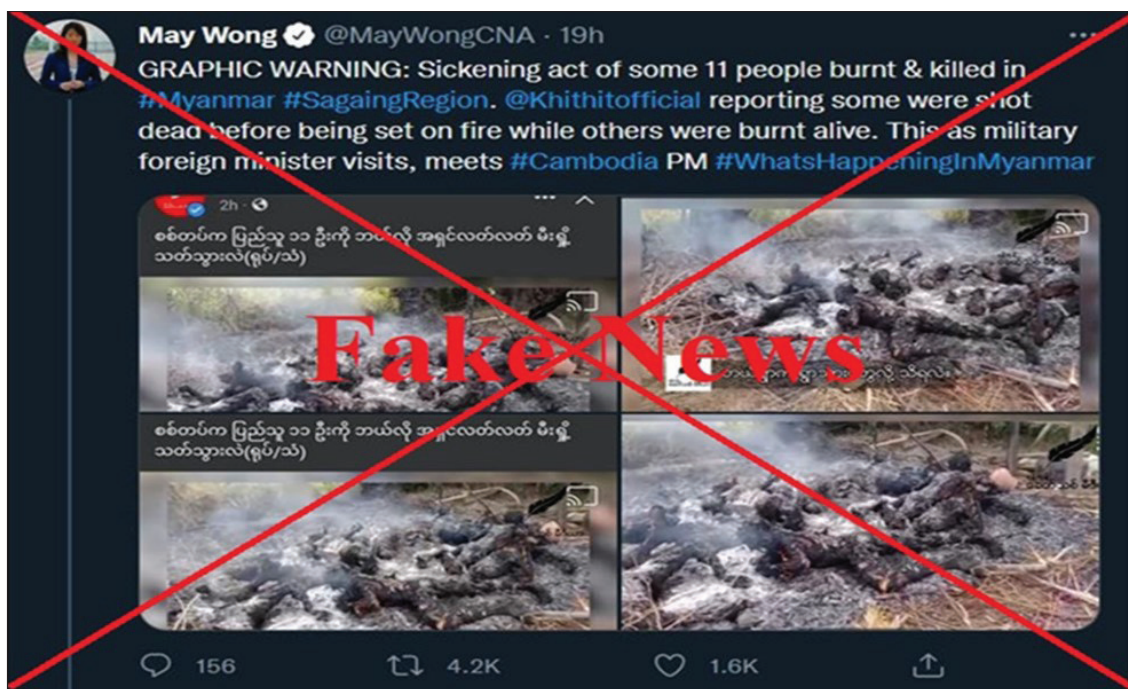 May Wong @MayWongCNA · 19h
GRAPHIC WARNING: Sickening act of some 11 people burnt & killed in
#Myanmar #SagaingRegion. @Khithitofficial reporting some were shot
dead before being set on fire while others were burnt alive. This as military
foreign minister visits, meets #Cambodia PM #WhatsHappeningInMyanmar
2h ·
စစ်တပ်က ပြည်သူ ၁၁ ဦးကို ဘယ်လို အရှင်လတ်လတ် မီးရှို့
သတ်သွားလဲ(ရုပ်/သံ)
Fake News
စစ်တပ်က ပြည်သူ ၁၁ ဦးကို ဘယ်လို အရှင်လတ်လတ် မီးရှို့
သတ်သွားလဲ(ရုပ်/သံ)
156 4.2K 1.6K